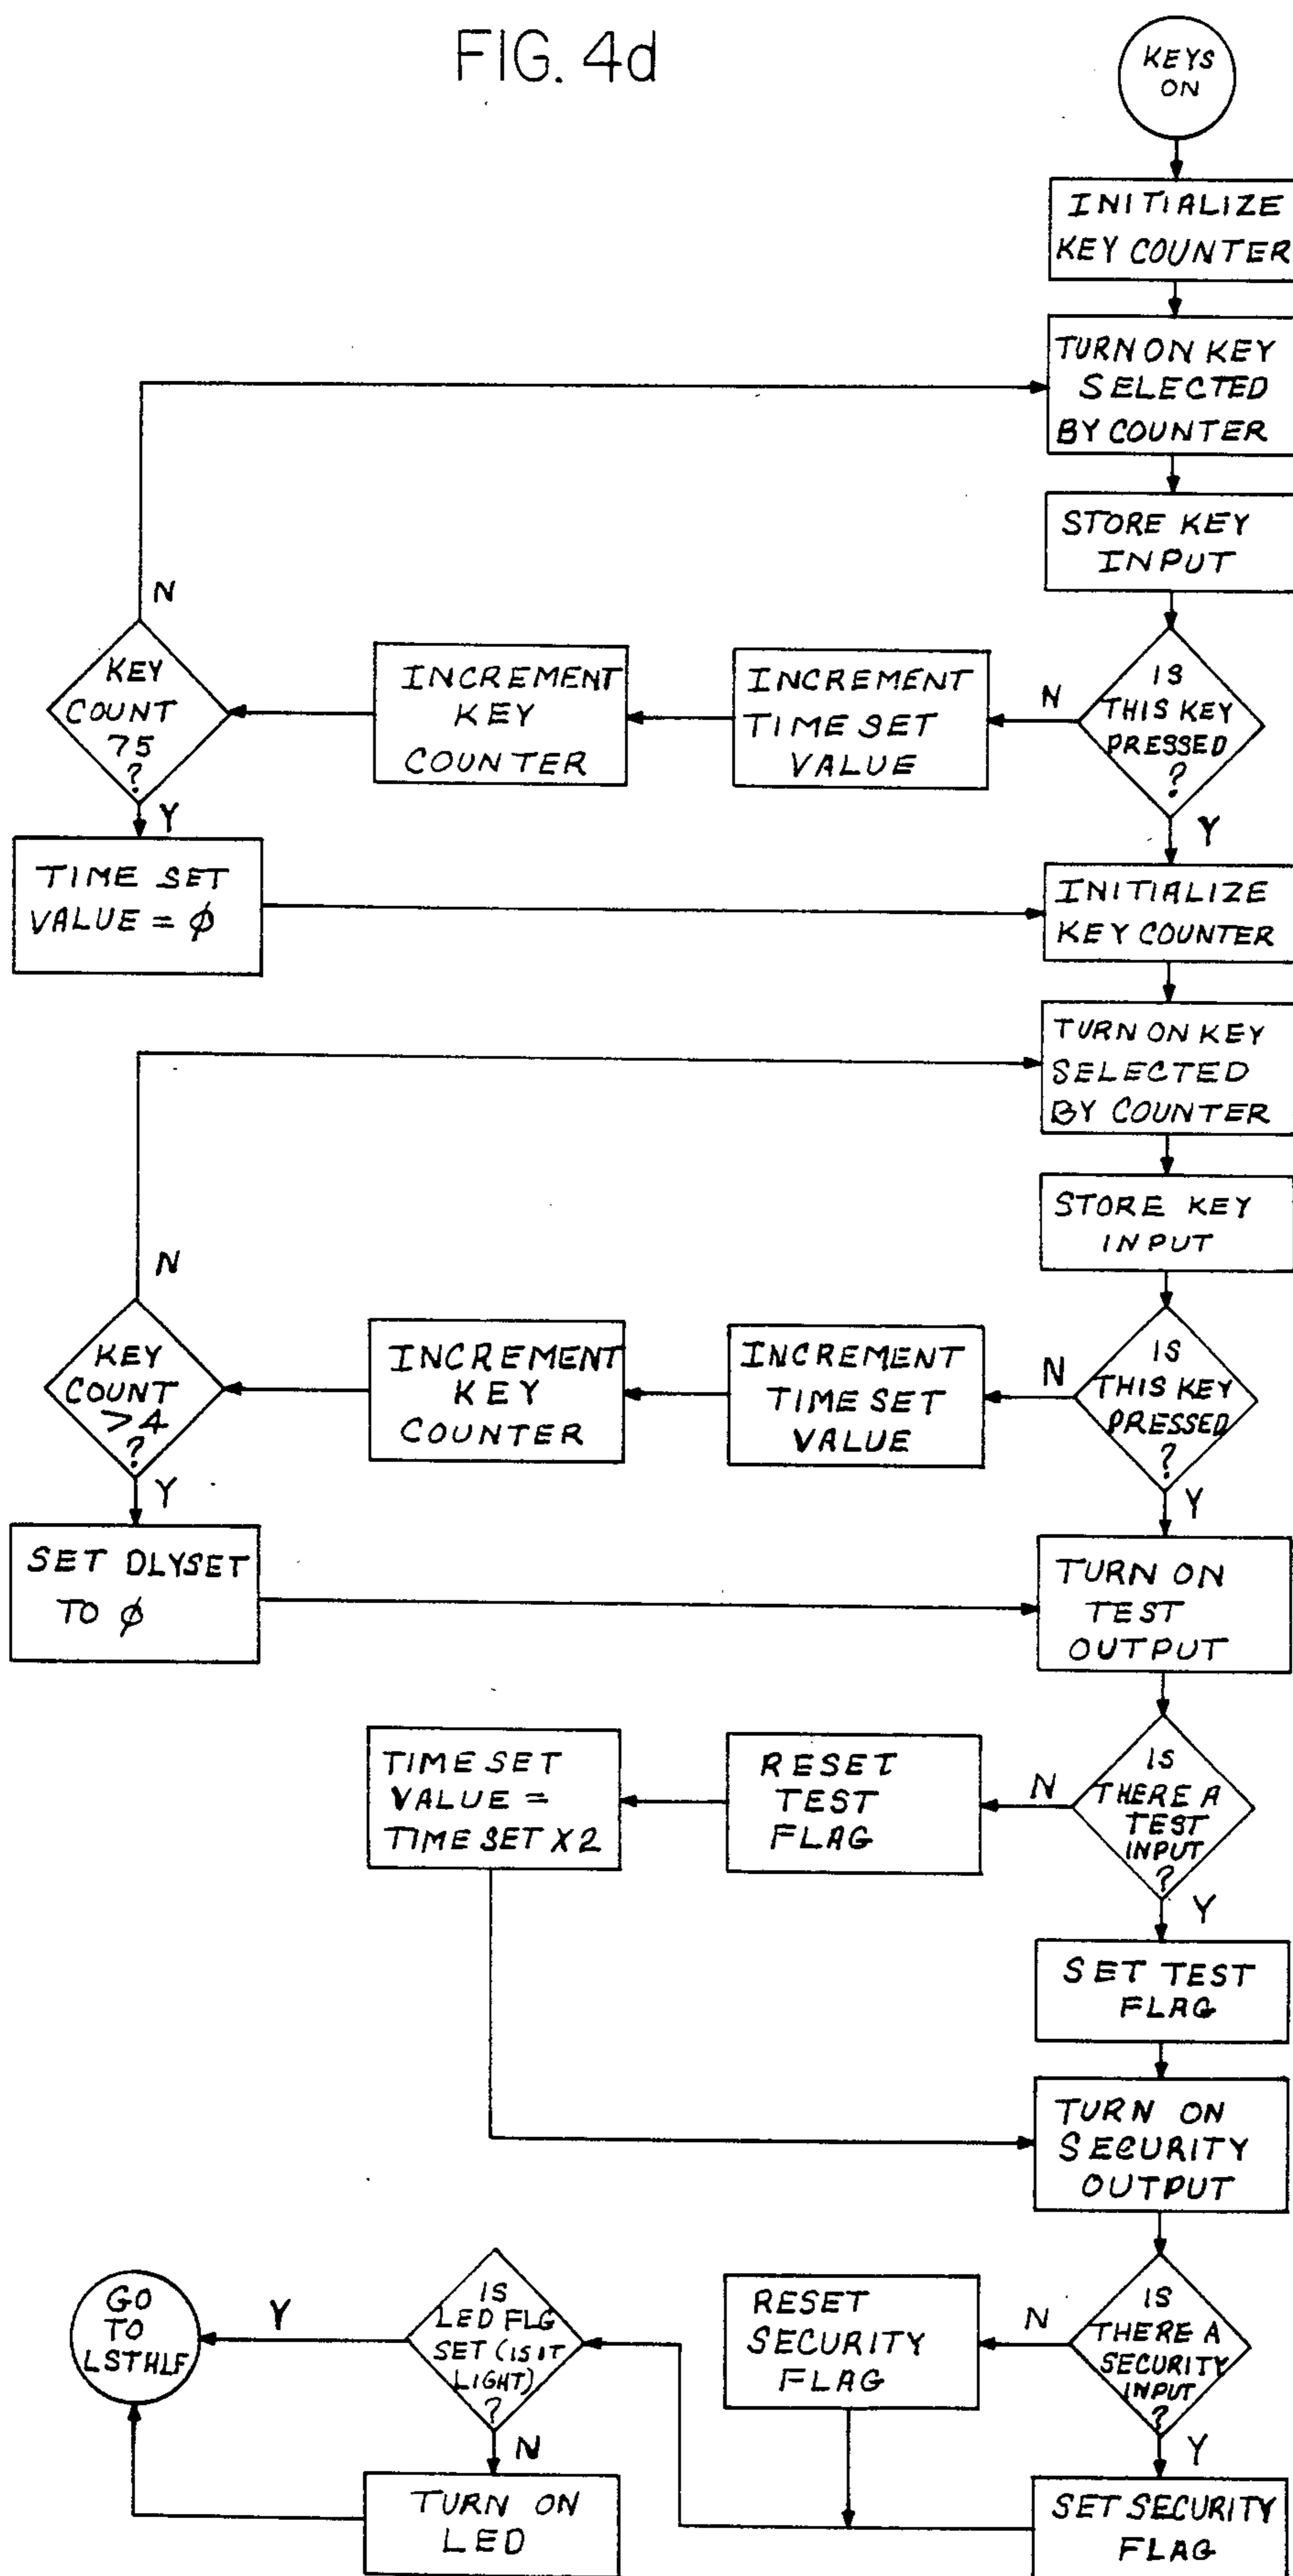 FIG. 4d
KEYS
ON
INITIALIZE
KEY COUNTER
TURN ON KEY
SELECTED
BY COUNTER
STORE KEY
INPUT
IS
THIS KEY
PRESSED
?
N
Y
INCREMENT
TIME SET
VALUE
INCREMENT
KEY
COUNTER
KEY
COUNT
75
?
N
Y
TIME SET
VALUE = φ
INITIALIZE
KEY COUNTER
TURN ON KEY
SELECTED
BY COUNTER
STORE KEY
INPUT
IS
THIS KEY
PRESSED
?
N
Y
INCREMENT
TIME SET
VALUE
INCREMENT
KEY
COUNTER
KEY
COUNT
>4
?
N
Y
SET DLYSET
TO φ
TURN ON
TEST
OUTPUT
IS
THERE A
TEST
INPUT
?
N
Y
RESET
TEST
FLAG
TIME SET
VALUE =
TIME SET X 2
SET TEST
FLAG
TURN ON
SECURITY
OUTPUT
IS
THERE A
SECURITY
INPUT
?
N
Y
RESET
SECURITY
FLAG
SET SECURITY
FLAG
IS
LED FLG
SET (IS IT
LIGHT)
?
Y
N
TURN ON
LED
GO
TO
LSTHLF